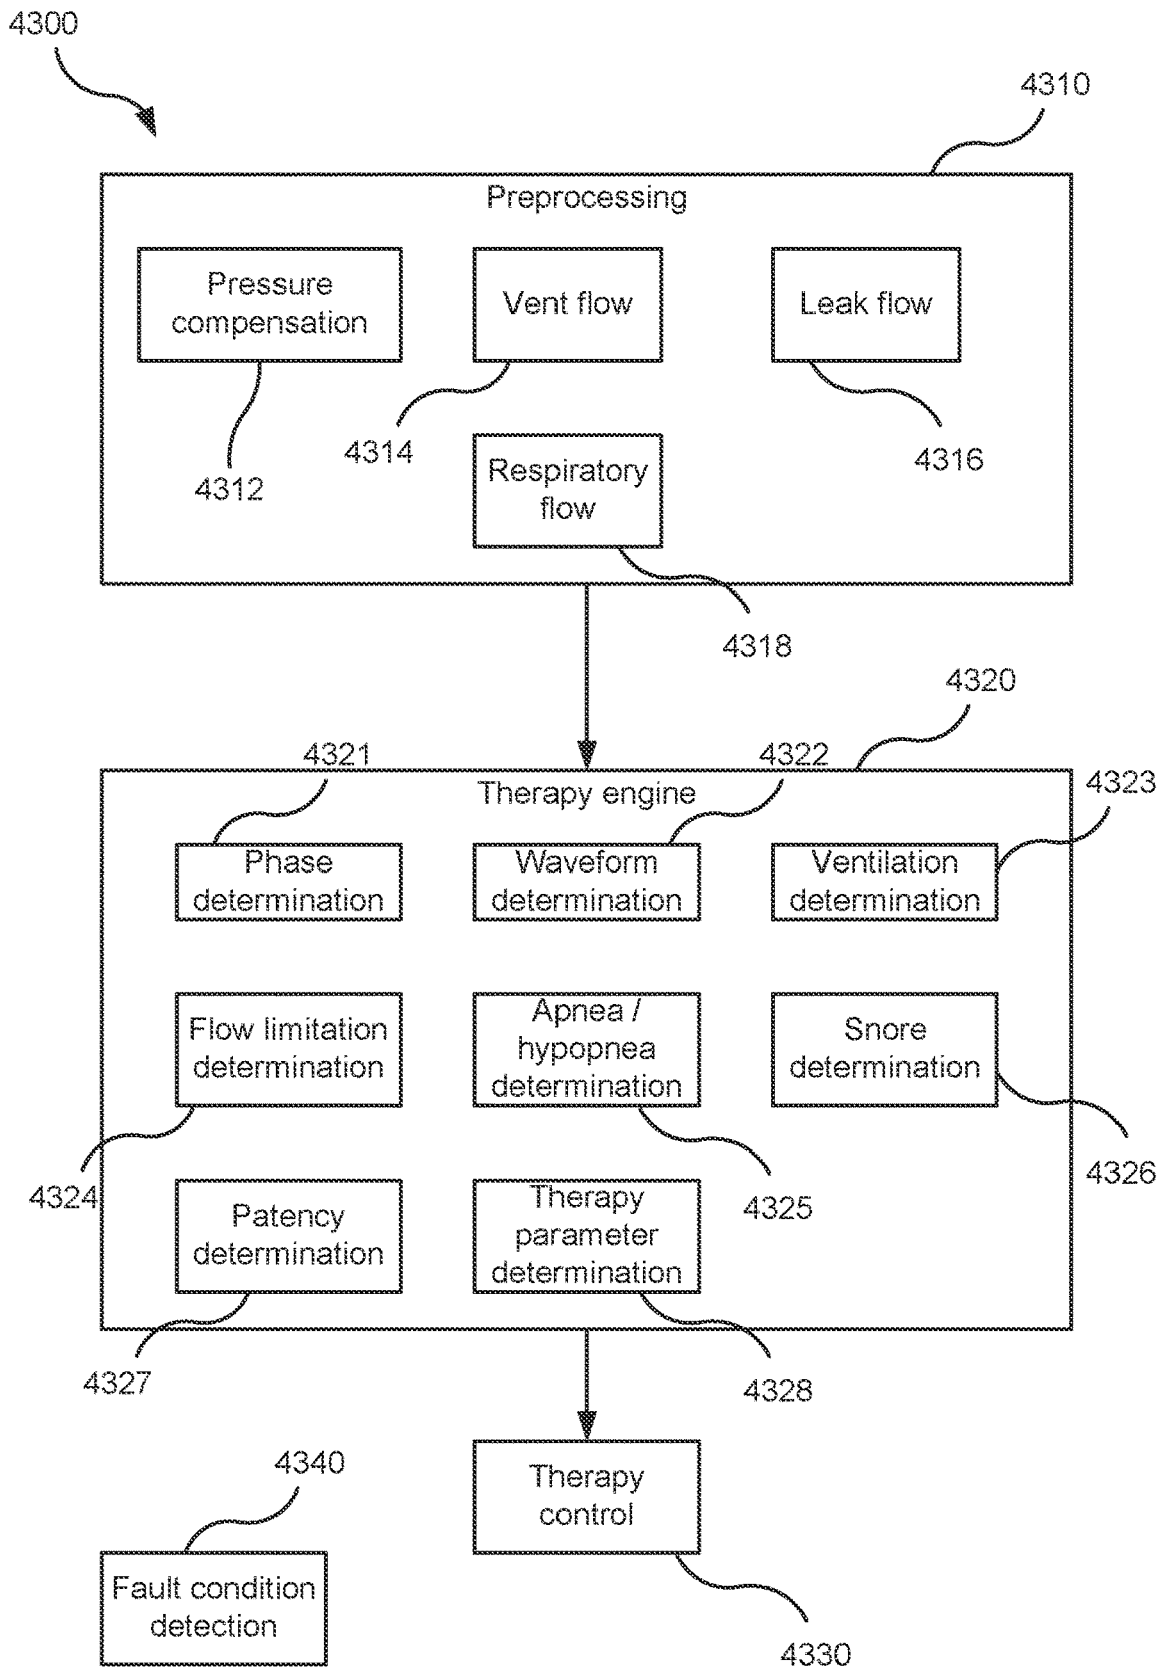 4300
4310
Preprocessing
Pressure
compensation
Vent flow
Leak flow
4312
4314
4316
Respiratory
flow
4318
4320
4321
4322
4323
Therapy engine
Phase
determination
Waveform
determination
Ventilation
determination
Flow limitation
determination
Apnea /
hypopnea
determination
Snore
determination
4324
4325
4326
Patency
determination
Therapy
parameter
determination
4327
4328
4340
Therapy
control
Fault condition
detection
4330